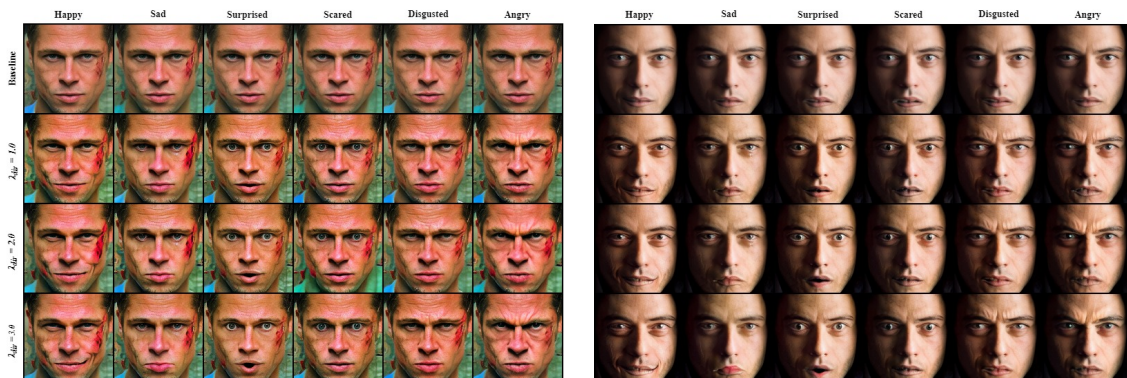 Happy Sad Surprised Scared Disgusted Angry
Happy Sad Surprised Scared Disgusted Angry
Baseline
λdir = 1.0
λdir = 2.0
λdir = 3.0